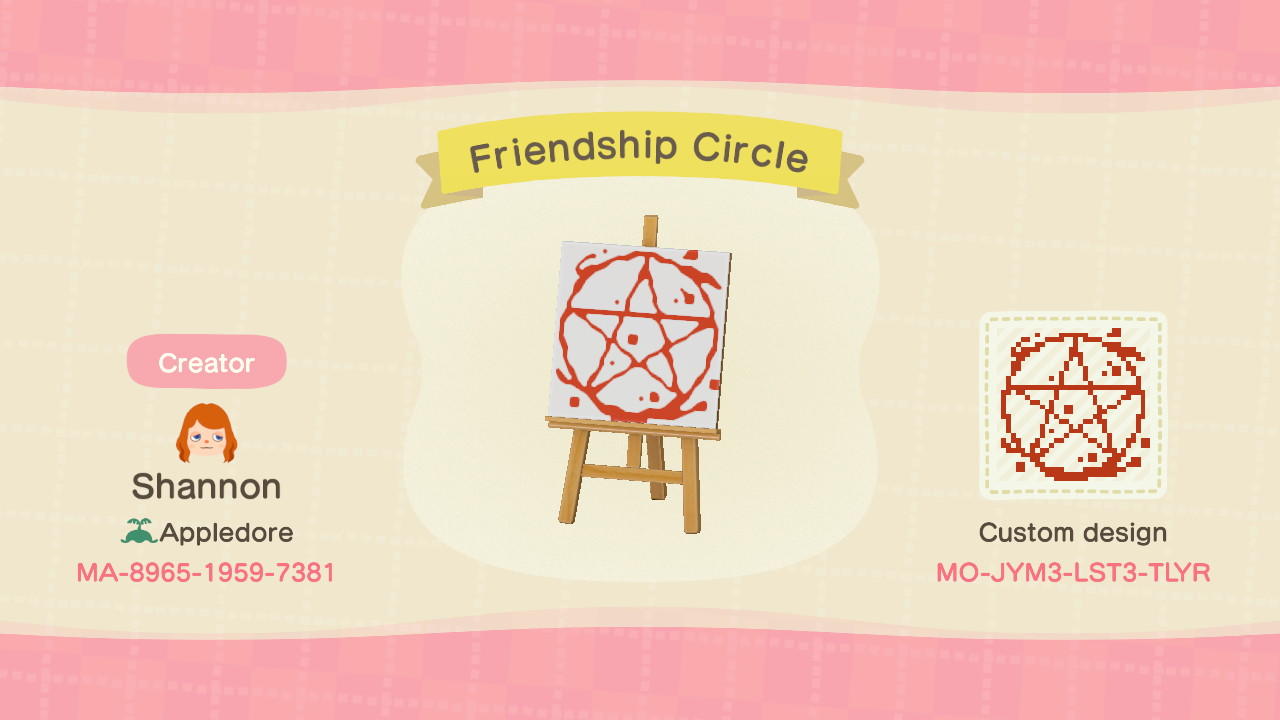 Friendship Circle
Creator
Shannon
Appledore
MA-8965-1959-7381
Custom design
MO-JYM3-LST3-TLYR